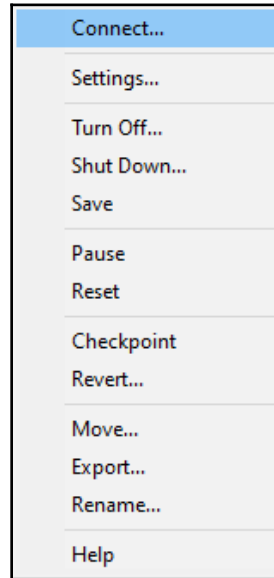 Connect...
Settings...
Turn Off...
Shut Down...
Save
Pause
Reset
Checkpoint
Revert...
Move...
Export...
Rename...
Help